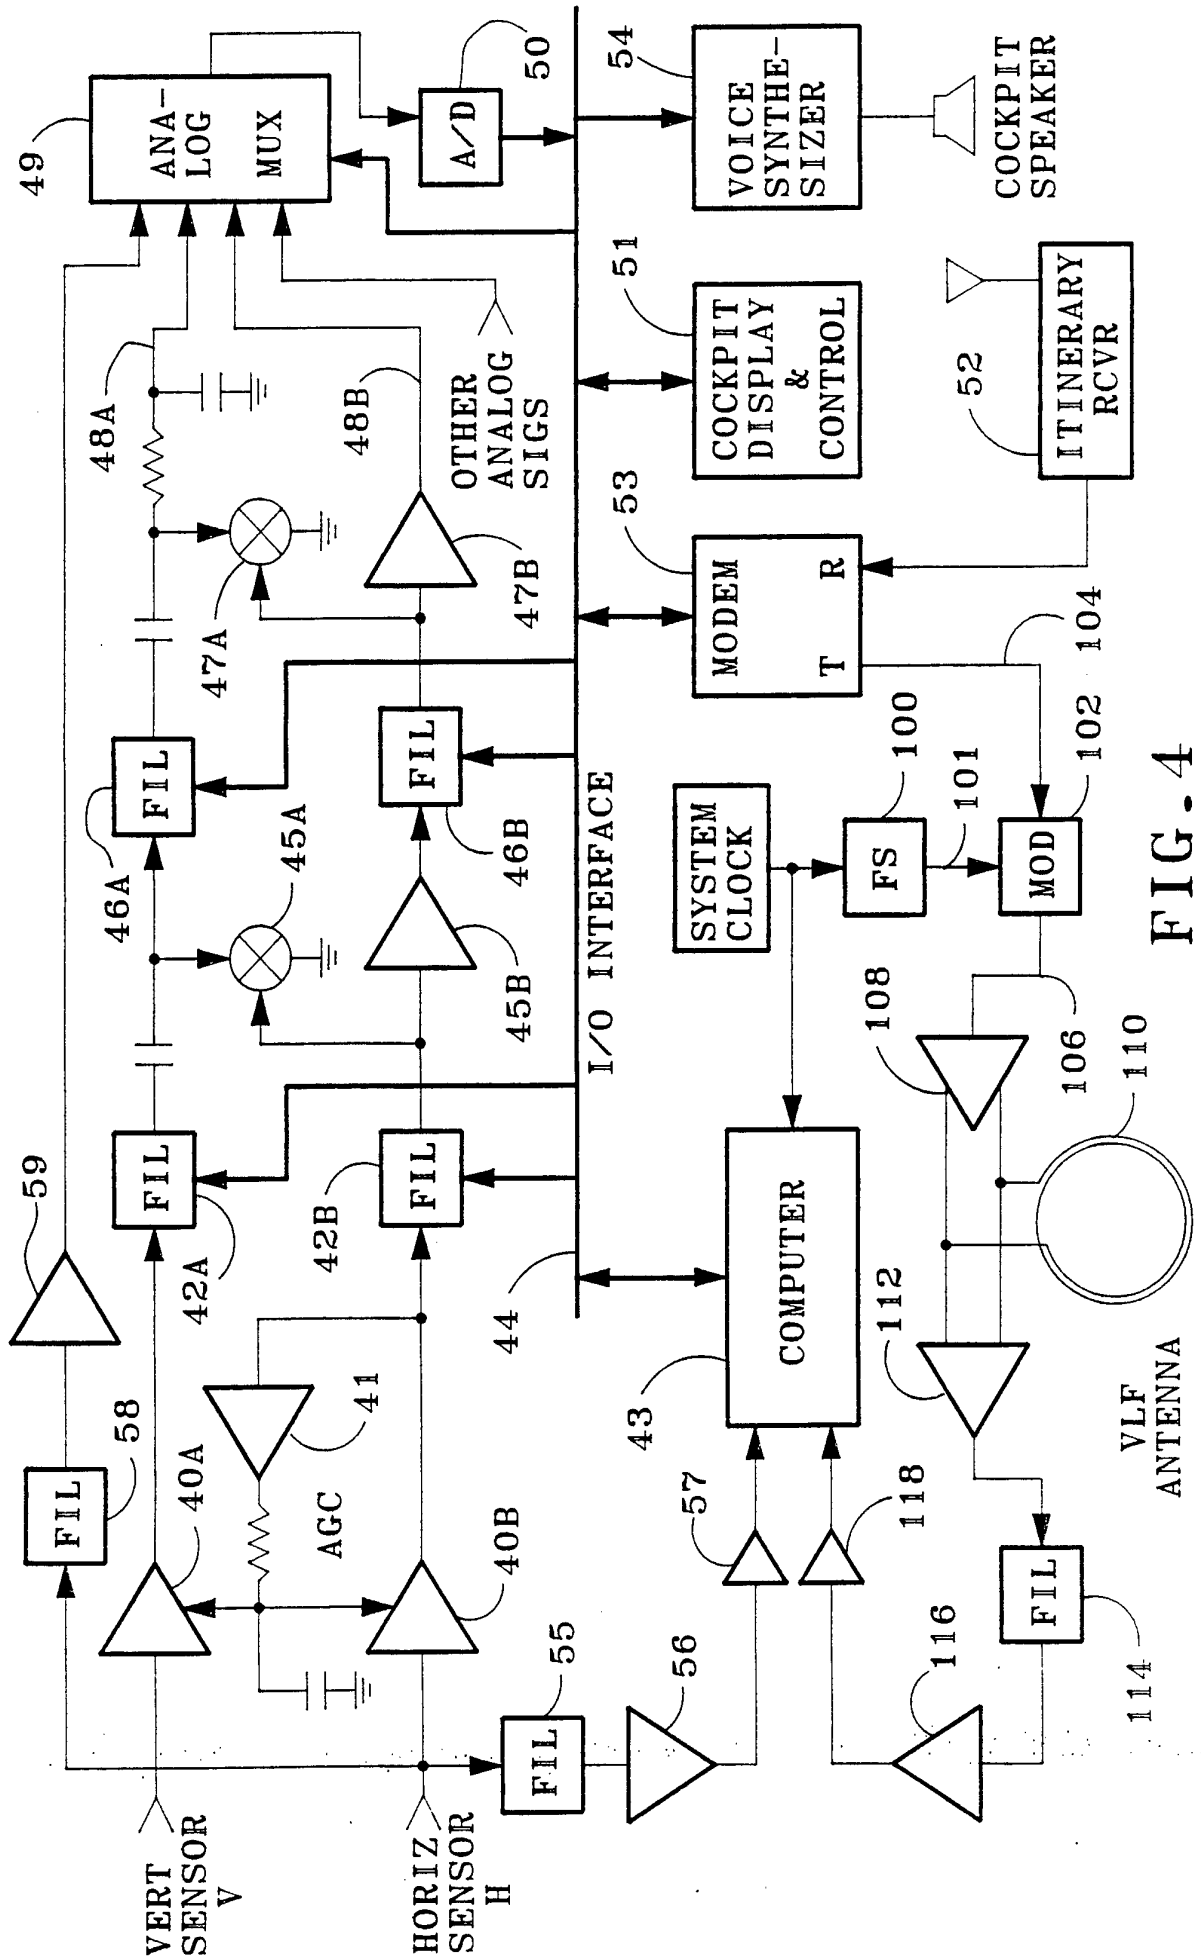 49
ANA-
LOG
MUX
50
A/D
54
VOICE
SYNTHE-
SIZER
COCKPIT
SPEAKER
48A
48B
OTHER
ANALOG
SIGS
51
COCKPIT
DISPLAY
&
CONTROL
52
ITINERARY
RCVR
47A
47B
53
MODEM
T R
104
46A
FIL
46B
FIL
45A
45B
I/O INTERFACE
SYSTEM
CLOCK
100
FS
101
102
MOD
FIG.4
106
108
110
59
42A
FIL
42B
FIL
44
43
COMPUTER
112
VLF
ANTENNA
58
FIL
40A
41
AGC
40B
57
118
55
FIL
56
116
114
FIL
VERT
SENSOR
V
HORIZ
SENSOR
H